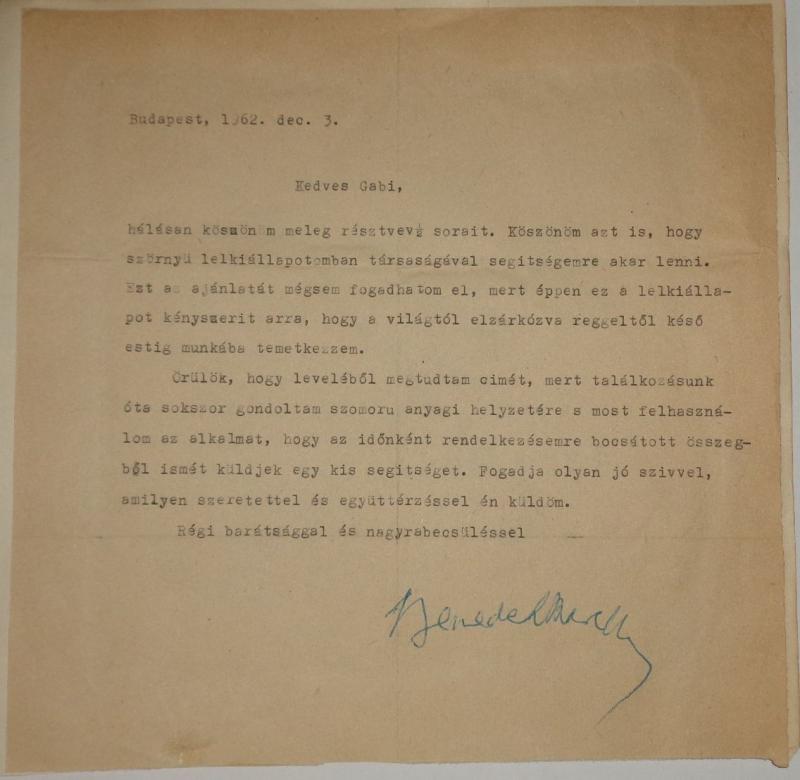 Budapest, 1962. dec. 3.
Kedves Gabi,
hálásan köszönöm meleg résztvevő sorait. Köszönöm azt is, hogy
szörnyü lelkiállapotomban társaságával segitségemre akar lenni.
Ezt az ajánlatát mégsem fogadhatom el, mert éppen ez a lelkiálla-
pot kényszerit arra, hogy a világtól elzárkózva reggeltől késő
estig munkába temetkezzem.
Örülök, hogy leveléből megtudtam cimét, mert találkozásunk
óta sokszor gondoltam szomoru anyagi helyzetére s most felhaszná-
lom az alkalmat, hogy az időnként rendelkezésemre bocsátott összeg-
ből ismét küldjek egy kis segitséget. Fogadja olyan jó szivvel,
amilyen szeretettel és együttérzéssel én küldöm.
Régi barátsággal és nagyrabecsüléssel
Benedek Marcell